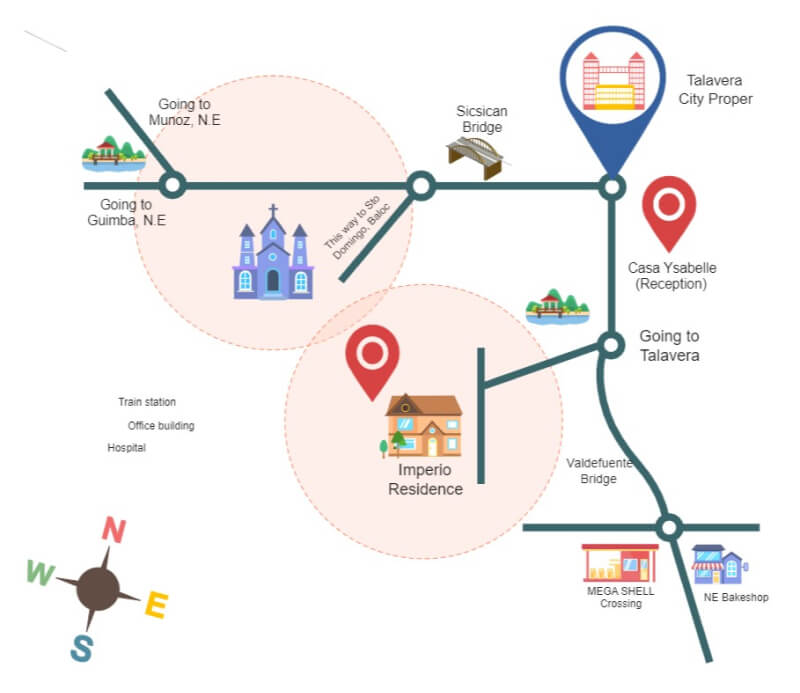 Going to
Munoz, N.E
Sicsican
Bridge
Talavera
City Proper
Going to
Guimba, N.E
This way to Sto
Domingo, Baloc
Casa Ysabelle
(Reception)
Going to
Talavera
Train station
Office building
Hospital
Imperio
Residence
Valdefuente
Bridge
MEGA SHELL
Crossing
NE Bakeshop
N
W
E
S